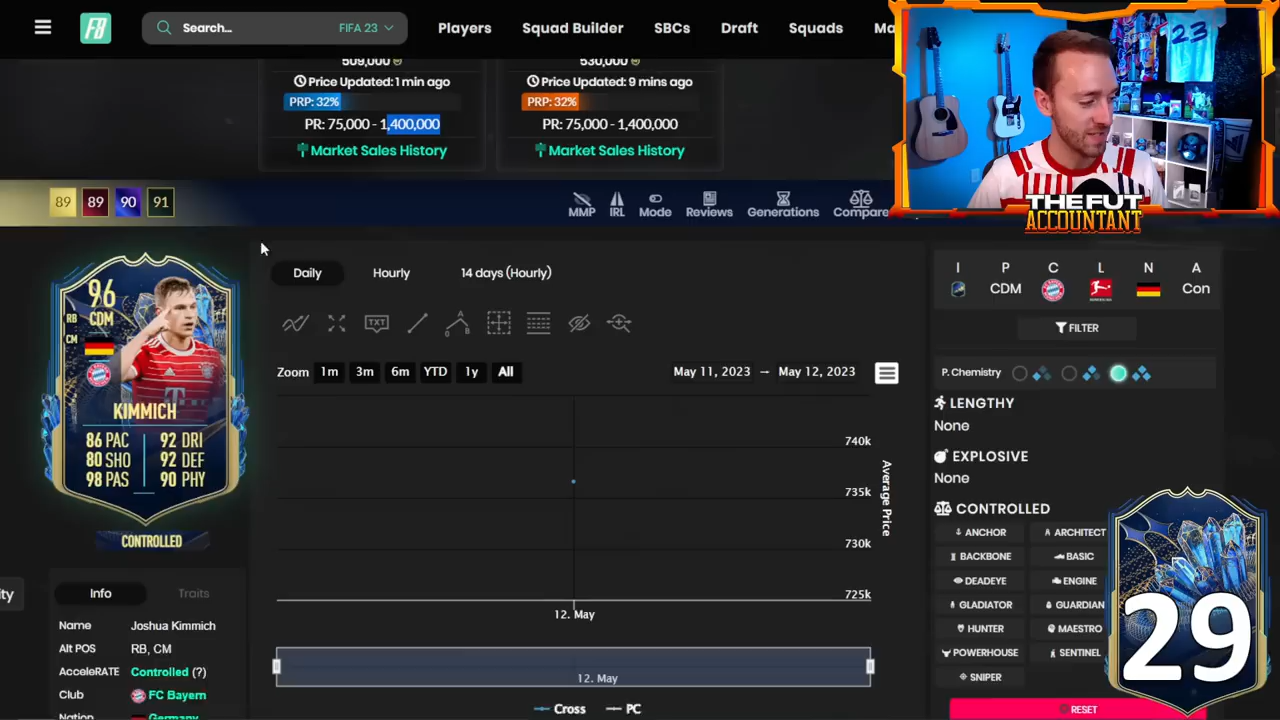 FB
Search...
FIFA 23
Players
Squad Builder
SBCs
Draft
Squads
Ma
23
509,000
530,000
Price Updated: 1 min ago
Price Updated: 9 mins ago
PRP: 32%
PRP: 32%
PR: 75,000 - 1,400,000
PR: 75,000 - 1,400,000
Market Sales History
Market Sales History
THE FUT
ACCOUNTANT
89
89
90
91
MMP
IRL
Mode
Reviews
Generations
Compare
96
CDM
RB
CM
KIMMICH
86 PAC
92 DRI
80 SHO
92 DEF
98 PAS
90 PHY
CONTROLLED
Daily
Hourly
14 days (Hourly)
TXT
Zoom
1m
3m
6m
YTD
1y
All
May 11, 2023 → May 12, 2023
740k
735k
730k
725k
Average Price
12. May
12. May
Cross
PC
ty
Info
Traits
Name
Joshua Kimmich
Alt POS
RB, CM
AcceleRATE
Controlled (?)
Club
FC Bayern
Nation
Germany
I
P
C
L
N
A
CDM
Con
FILTER
P. Chemistry
LENGTHY
None
EXPLOSIVE
None
CONTROLLED
ANCHOR
ARCHITECT
BACKBONE
BASIC
DEADEYE
ENGINE
GLADIATOR
GUARDIAN
HUNTER
MAESTRO
POWERHOUSE
SENTINEL
SNIPER
RESET
29